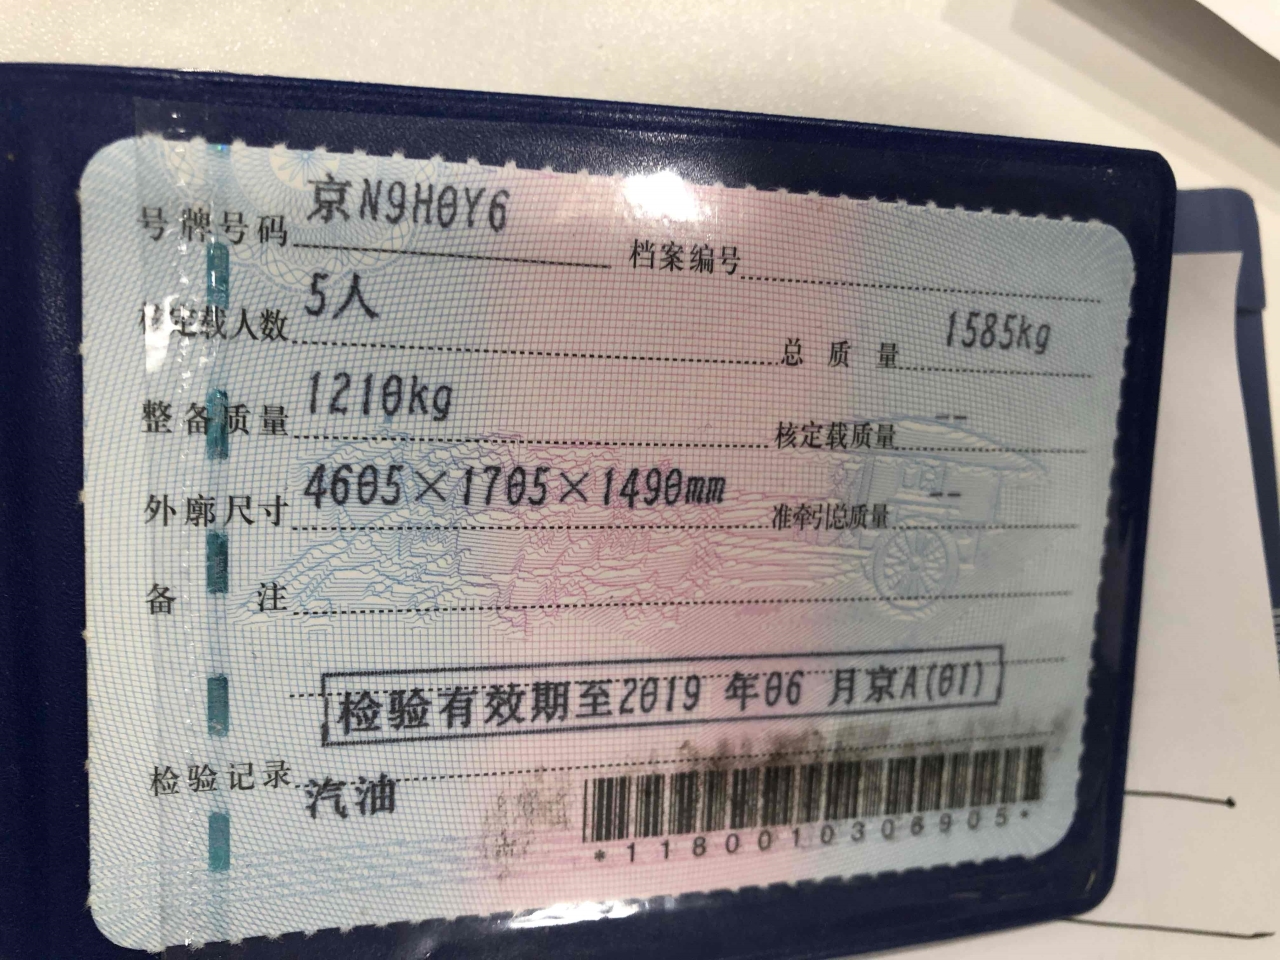 号牌号码 京N9H0Y6 档案编号
核定载人数 5人 总质量 1585kg
整备质量 1210kg 核定载质量 --
外廓尺寸 4605×1705×1490mm 准牵引总质量 --
备注
检验有效期至2019 年06 月京A(01)
检验记录 汽油
*1180010306905*